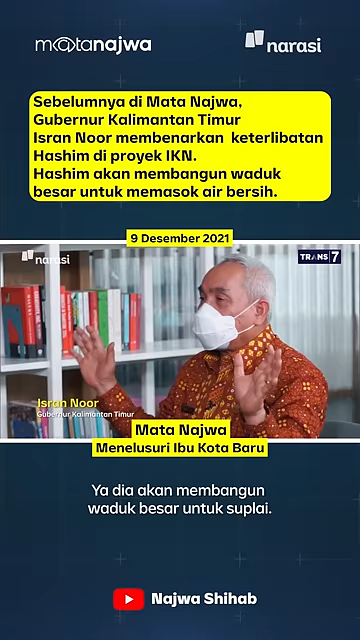 matanajwa
narasi
Sebelumnya di Mata Najwa,
Gubernur Kalimantan Timur
Isran Noor membenarkan keterlibatan
Hashim di proyek IKN.
Hashim akan membangun waduk
besar untuk memasok air bersih.
9 Desember 2021
narasi
TRANS7
Isran Noor
Gubernur Kalimantan Timur
Mata Najwa
Menelusuri Ibu Kota Baru
Ya dia akan membangun
waduk besar untuk suplai.
Najwa Shihab